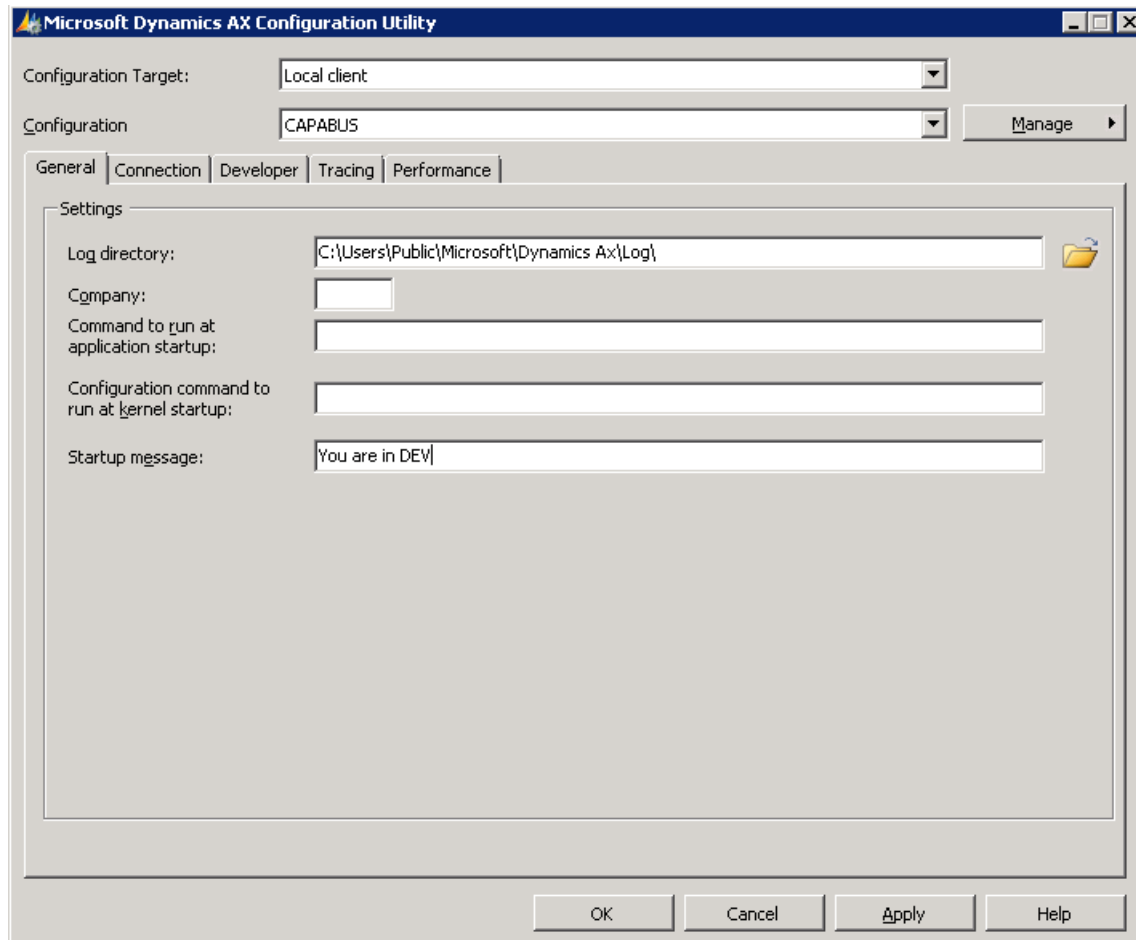 Microsoft Dynamics AX Configuration Utility
Configuration Target:
Local client
Configuration
CAPABUS
Manage
General
Connection
Developer
Tracing
Performance
Settings
Log directory:
C:\Users\Public\Microsoft\Dynamics Ax\Log\
Company:
Command to run at
application startup:
Configuration command to
run at kernel startup:
Startup message:
You are in DEV
OK
Cancel
Apply
Help